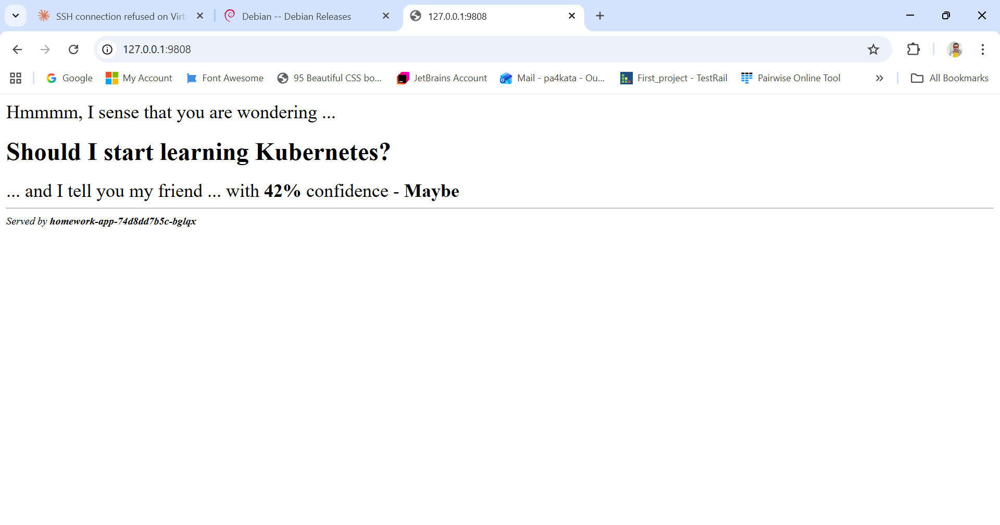 SSH connection refused on Virt
Debian -- Debian Releases
127.0.0.1:9808
127.0.0.1:9808
Google
My Account
Font Awesome
95 Beautiful CSS bo...
JetBrains Account
Mail - pa4kata - Ou...
First_project - TestRail
Pairwise Online Tool
All Bookmarks
Hmmmm, I sense that you are wondering ...
Should I start learning Kubernetes?
... and I tell you my friend ... with 42% confidence - Maybe
Served by homework-app-74d8dd7b5c-bglqx